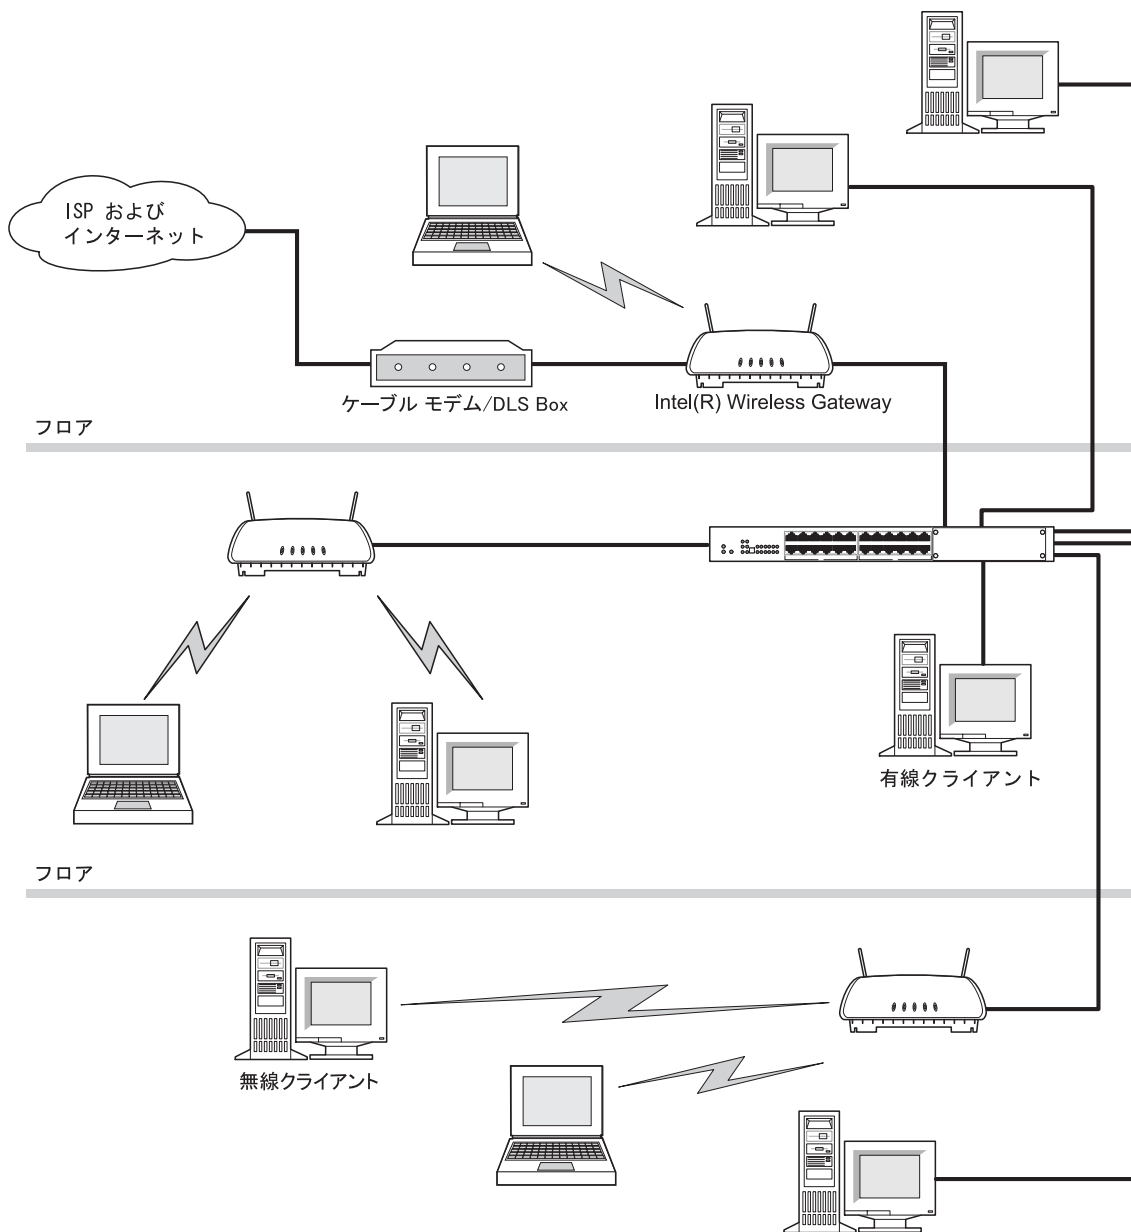 ISP および
インターネット
ケーブル モデム/DLS Box
Intel(R) Wireless Gateway
フロア
有線クライアント
フロア
無線クライアント